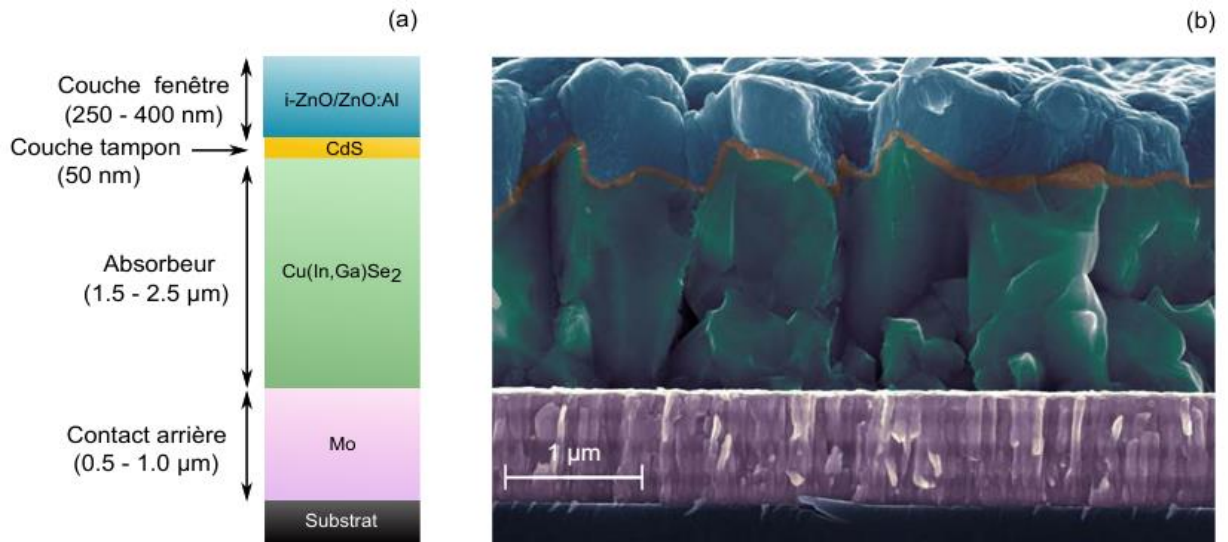 (a)
Couche fenêtre
(250 - 400 nm)
i-ZnO/ZnO:Al
Couche tampon
(50 nm)
CdS
Absorbeur
(1.5 - 2.5 µm)
Cu(In,Ga)Se2
Contact arrière
(0.5 - 1.0 µm)
Mo
Substrat
(b)
1 µm